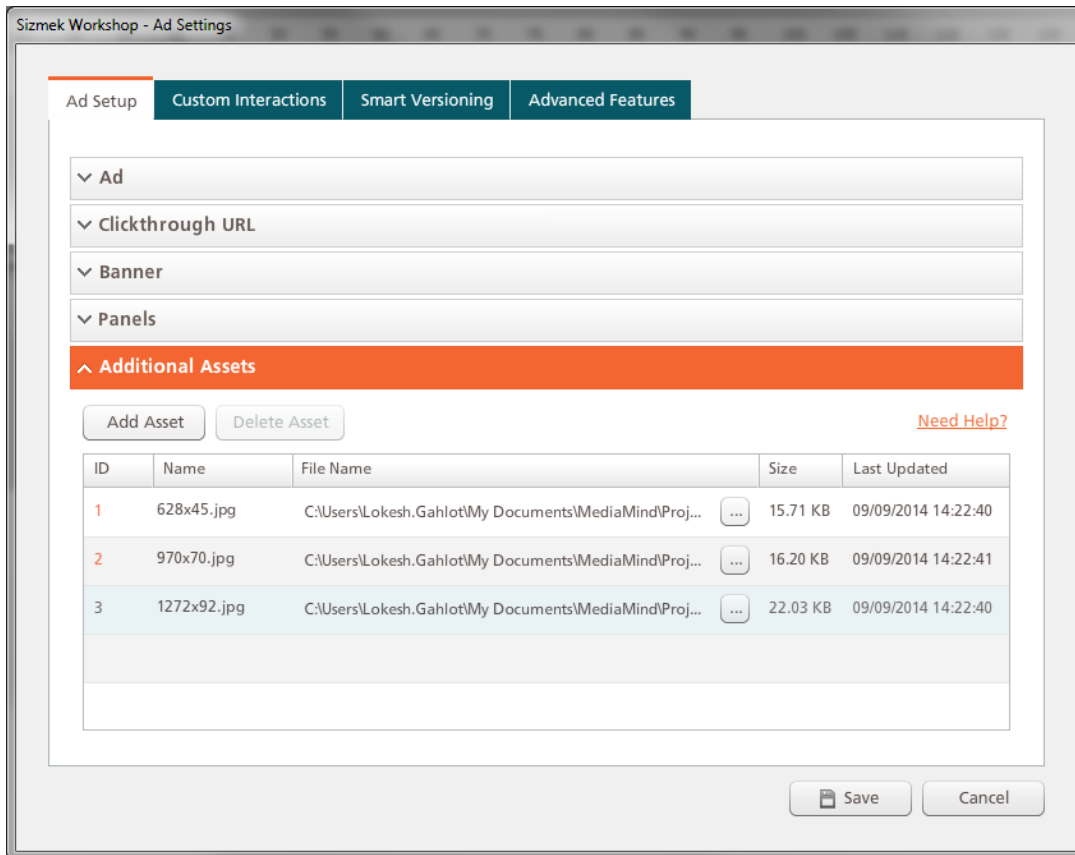 Sizmek Workshop - Ad Settings
Ad Setup Custom Interactions Smart Versioning Advanced Features
Ad
Clickthrough URL
Banner
Panels
Additional Assets
Add Asset Delete Asset Need Help?
ID Name File Name Size Last Updated
1 628x45.jpg C:\Users\Lokesh.Gahlot\My Documents\MediaMind\Proj... ... 15.71 KB 09/09/2014 14:22:40
2 970x70.jpg C:\Users\Lokesh.Gahlot\My Documents\MediaMind\Proj... ... 16.20 KB 09/09/2014 14:22:41
3 1272x92.jpg C:\Users\Lokesh.Gahlot\My Documents\MediaMind\Proj... ... 22.03 KB 09/09/2014 14:22:40
Save Cancel